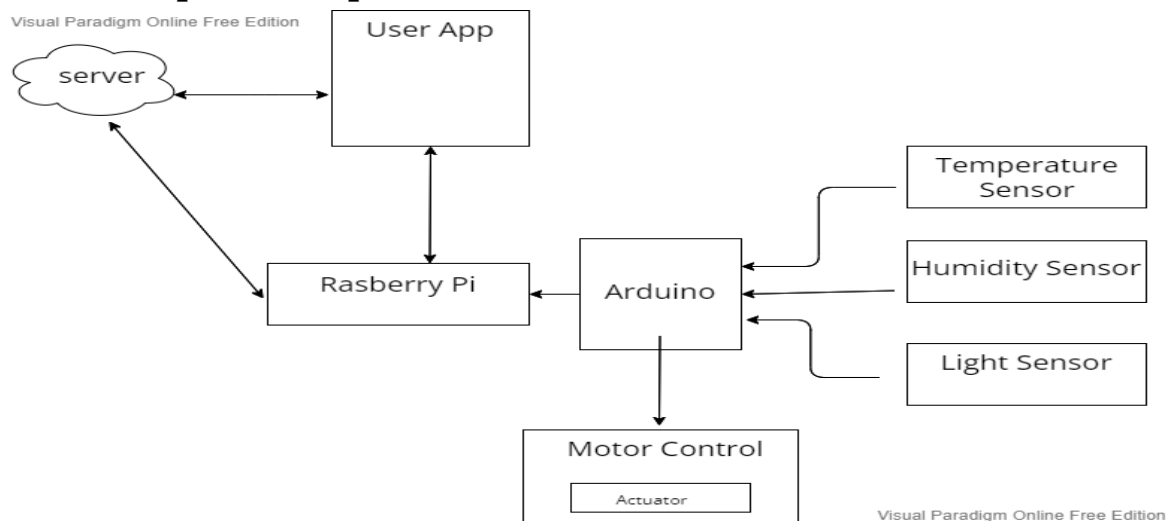 Visual Paradigm Online Free Edition
User App
server
Temperature
Sensor
Humidity Sensor
Rasberry Pi
Arduino
Light Sensor
Motor Control
Actuator
Visual Paradigm Online Free Edition